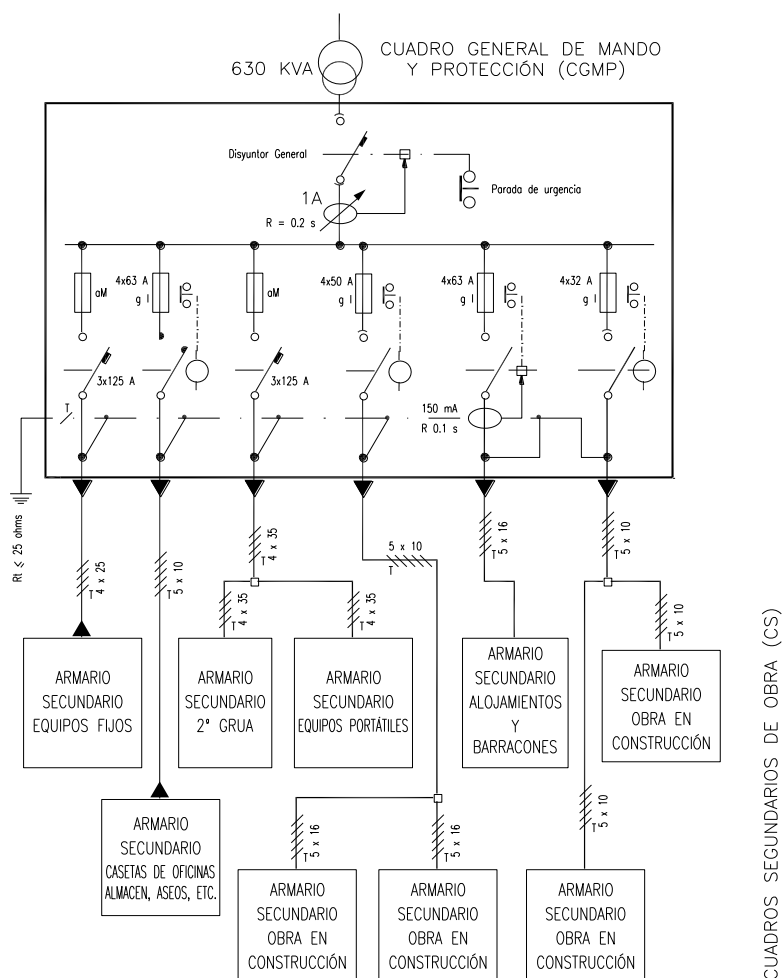 630 KVA
CUADRO GENERAL DE MANDO
Y PROTECCIÓN (CGMP)
Disyuntor General
Parada de urgencia
1A
R = 0.2 s
aM
4x63 A
g I
aM
4x50 A
g I
4x63 A
g I
4x32 A
g I
3x125 A
3x125 A
T
150 mA
R 0.1 s
Rt ≤ 25 ohms
T 4 x 25
T 5 x 10
T 4 x 35
5 x 10
T
T 5 x 16
T 5 x 10
T 4 x 35
T 4 x 35
T 5 x 10
ARMARIO
SECUNDARIO
EQUIPOS FIJOS
ARMARIO
SECUNDARIO
2° GRUA
ARMARIO
SECUNDARIO
EQUIPOS PORTÁTILES
ARMARIO
SECUNDARIO
ALOJAMIENTOS
Y
BARRACONES
ARMARIO
SECUNDARIO
OBRA EN
CONSTRUCCIÓN
ARMARIO
SECUNDARIO
CASETAS DE OFICINAS
ALMACEN, ASEOS, ETC.
T 5 x 16
T 5 x 16
T 5 x 10
ARMARIO
SECUNDARIO
OBRA EN
CONSTRUCCIÓN
ARMARIO
SECUNDARIO
OBRA EN
CONSTRUCCIÓN
ARMARIO
SECUNDARIO
OBRA EN
CONSTRUCCIÓN
CUADROS SEGUNDARIOS DE OBRA (CS)